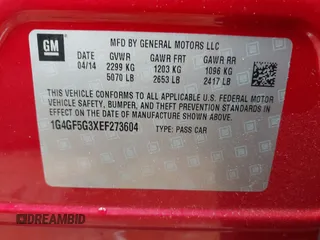 GM
MFD BY GENERAL MOTORS LLC
DATE GVWR GAWR FRT GAWR RR
04/14 2299 KG 1203 KG 1096 KG
5070 LB 2653 LB 2417 LB
THIS VEHICLE CONFORMS TO ALL APPLICABLE U.S. FEDERAL MOTOR
VEHICLE SAFETY, BUMPER, AND THEFT PREVENTION STANDARDS IN
EFFECT ON THE DATE OF MANUFACTURE SHOWN ABOVE.
1G4GF5G3XEF273604 TYPE: PASS CAR
DREAMBID